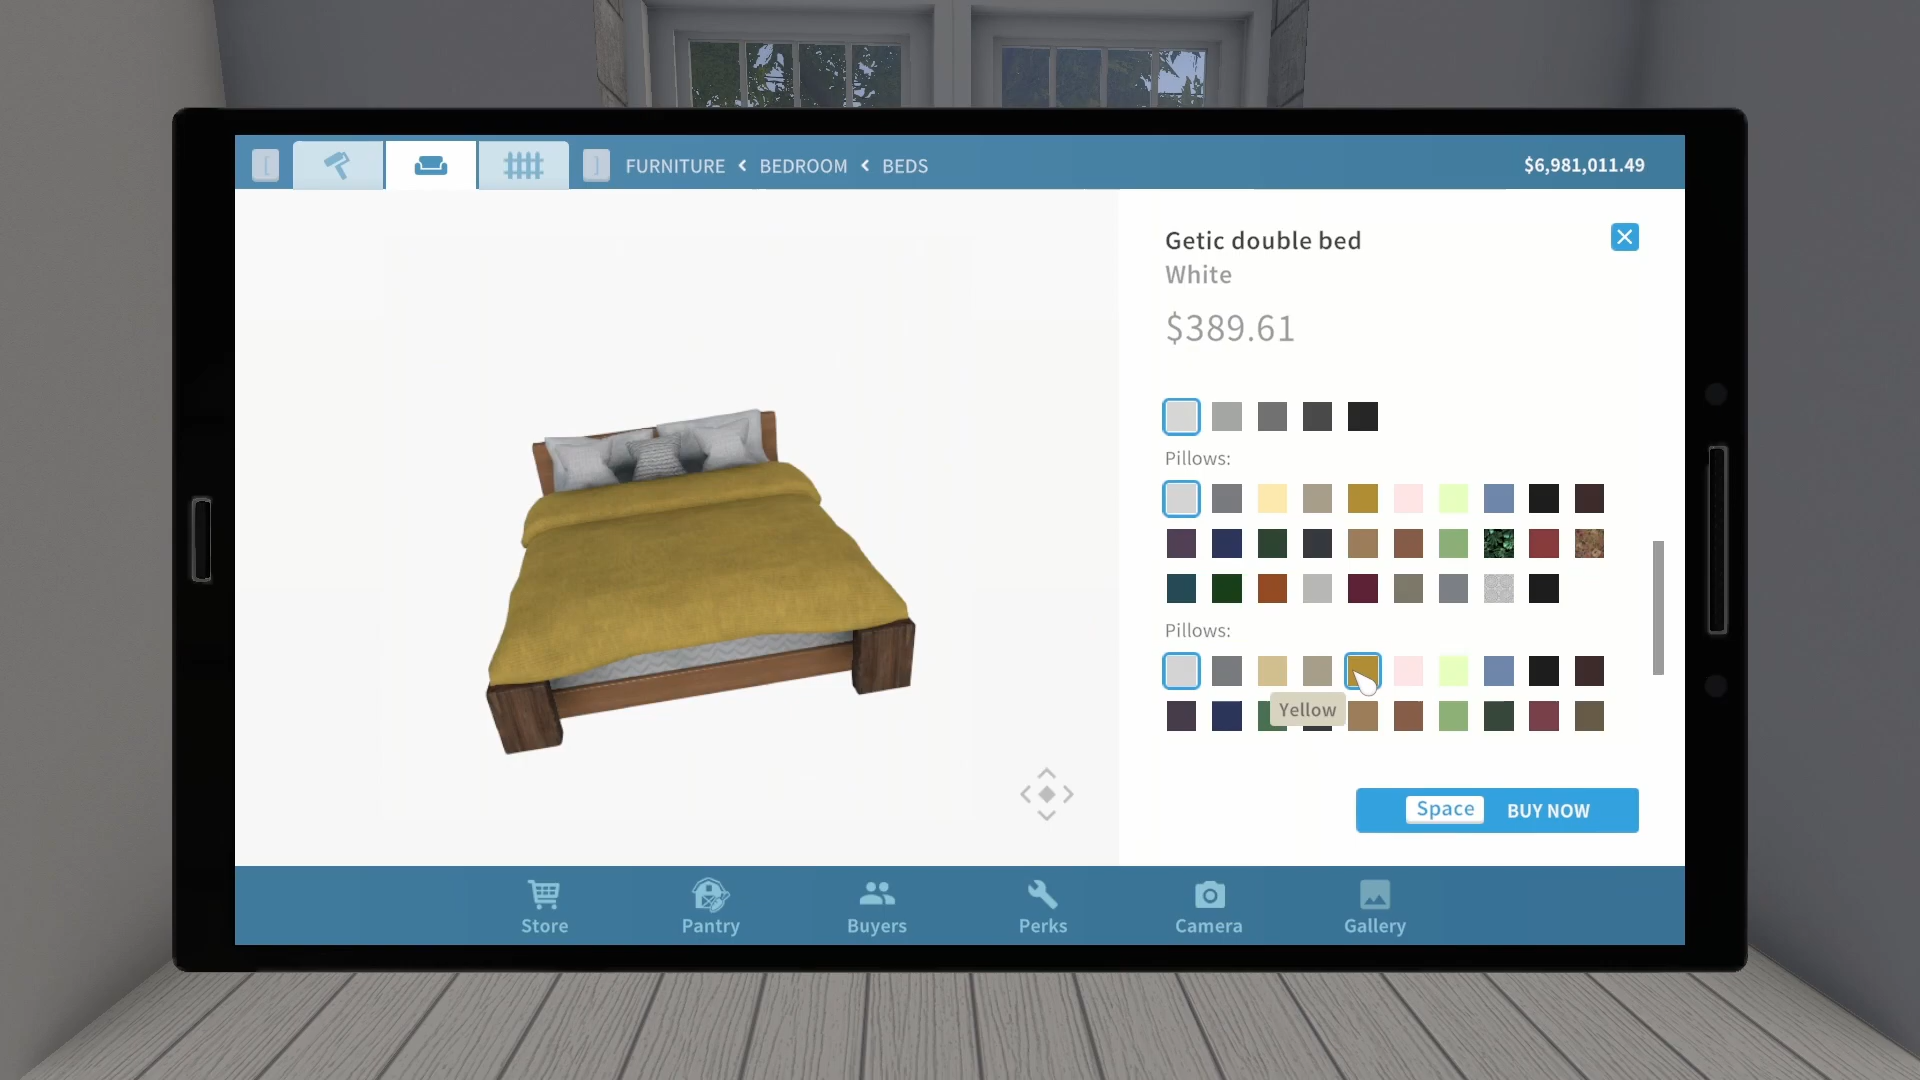 [
]
FURNITURE < BEDROOM < BEDS
$6,981,011.49
Getic double bed
White
$389.61
Pillows:
Pillows:
Yellow
Space BUY NOW
Store
Pantry
Buyers
Perks
Camera
Gallery